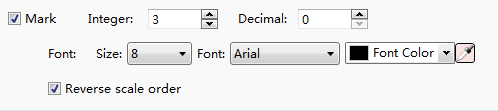 Mark Integer: 3 Decimal: 0
Font: Size: 8 Font: Arial Font Color
Reverse scale order